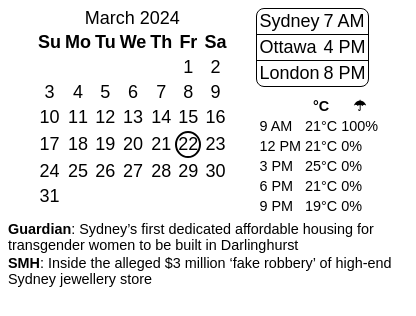 March 2024
Su Mo Tu We Th Fr Sa
1 2
3 4 5 6 7 8 9
10 11 12 13 14 15 16
17 18 19 20 21 22 23
24 25 26 27 28 29 30
31
Sydney 7 AM
Ottawa 4 PM
London 8 PM
°C ☂
9 AM 21°C 100%
12 PM 21°C 0%
3 PM 25°C 0%
6 PM 21°C 0%
9 PM 19°C 0%
Guardian: Sydney’s first dedicated affordable housing for
transgender women to be built in Darlinghurst
SMH: Inside the alleged $3 million ‘fake robbery’ of high-end
Sydney jewellery store